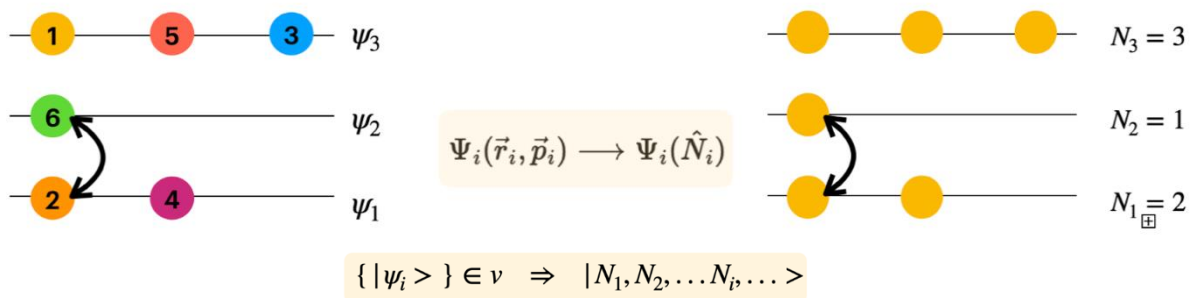 1 5 3 ψ₃ N₃ = 3
6 ψ₂ N₂ = 1
Ψᵢ(r⃗ᵢ, p⃗ᵢ) ⟶ Ψᵢ(N̂ᵢ)
2 4 ψ₁ N₁ = 2
{ |ψᵢ > } ∈ v ⇒ |N₁, N₂, …Nᵢ, … >